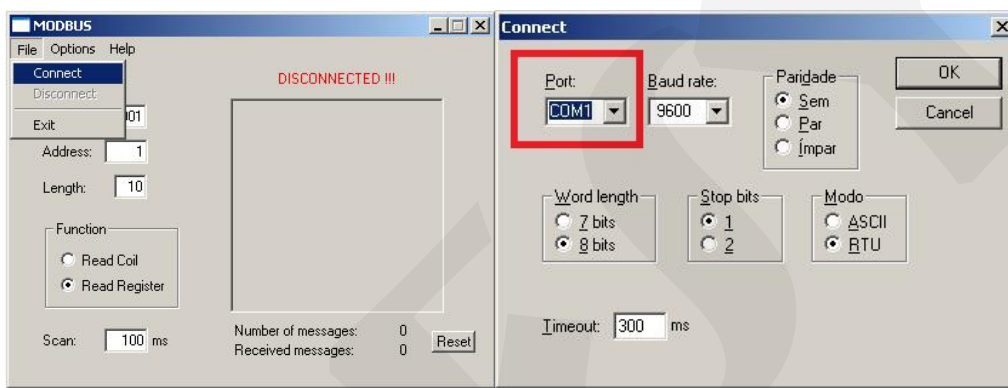 MODBUS
File Options Help
Connect
Disconnect
Exit
001
Address: 1
Length: 10
Function
Read Coil
Read Register
Scan: 100 ms
DISCONNECTED !!!
Number of messages: 0
Received messages: 0
Reset
Connect
Port:
COM1
Baud rate:
9600
Paridade
Sem
Par
Ímpar
OK
Cancel
Word length
7 bits
8 bits
Stop bits
1
2
Modo
ASCII
RTU
Timeout: 300 ms